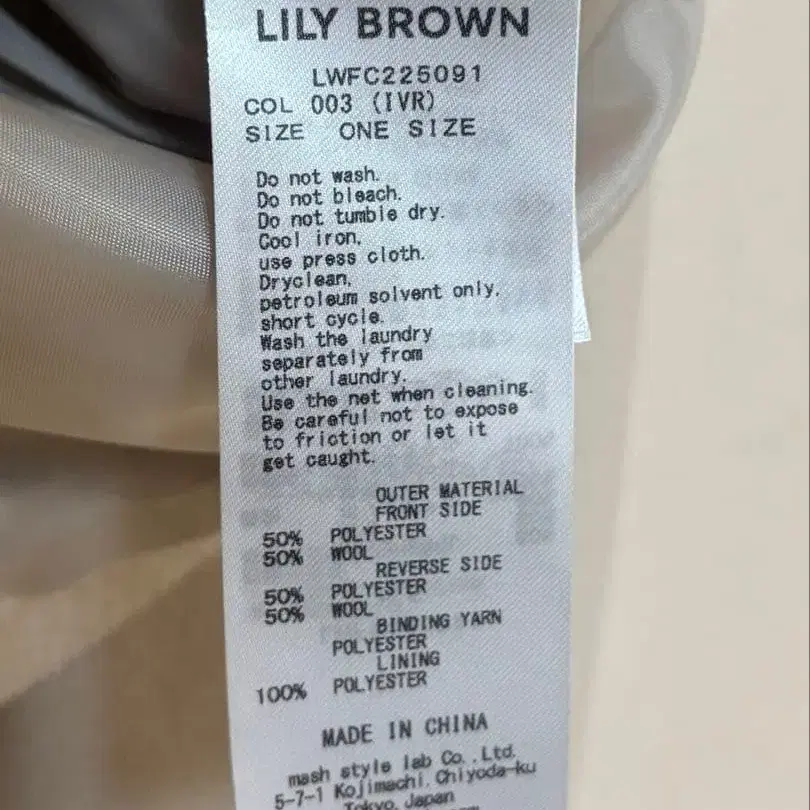 LILY BROWN
LWFC225091
COL 003 (IVR)
SIZE ONE SIZE
Do not wash.
Do not bleach.
Do not tumble dry.
Cool iron,
use press cloth.
Dryclean,
petroleum solvent only,
short cycle.
Wash the laundry
separately from
other laundry.
Use the net when cleaning.
Be careful not to expose
to friction or let it
get caught.
OUTER MATERIAL
FRONT SIDE
50% POLYESTER
50% WOOL
REVERSE SIDE
50% POLYESTER
50% WOOL
BINDING YARN
POLYESTER
LINING
100% POLYESTER
MADE IN CHINA
mash style lab Co.,Ltd.
5-7-1 Kojimachi,Chiyoda-ku
Tokyo,Japan